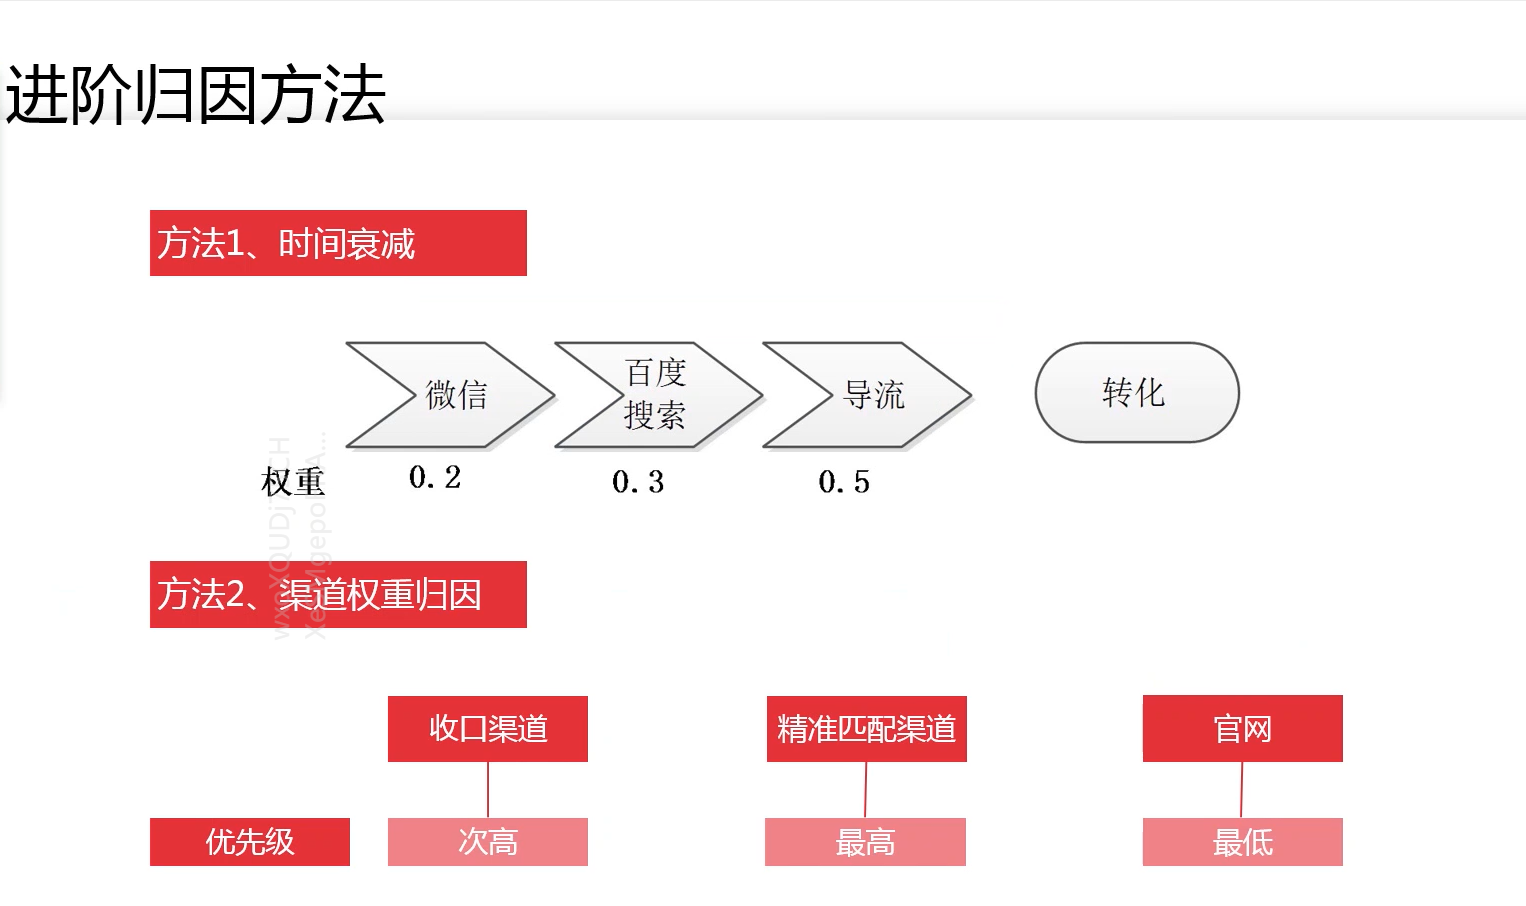 进阶归因方法
方法1、时间衰减
微信
百度
搜索
导流
转化
权重
0.2
0.3
0.5
方法2、渠道权重归因
收口渠道
精准匹配渠道
官网
优先级
次高
最高
最低